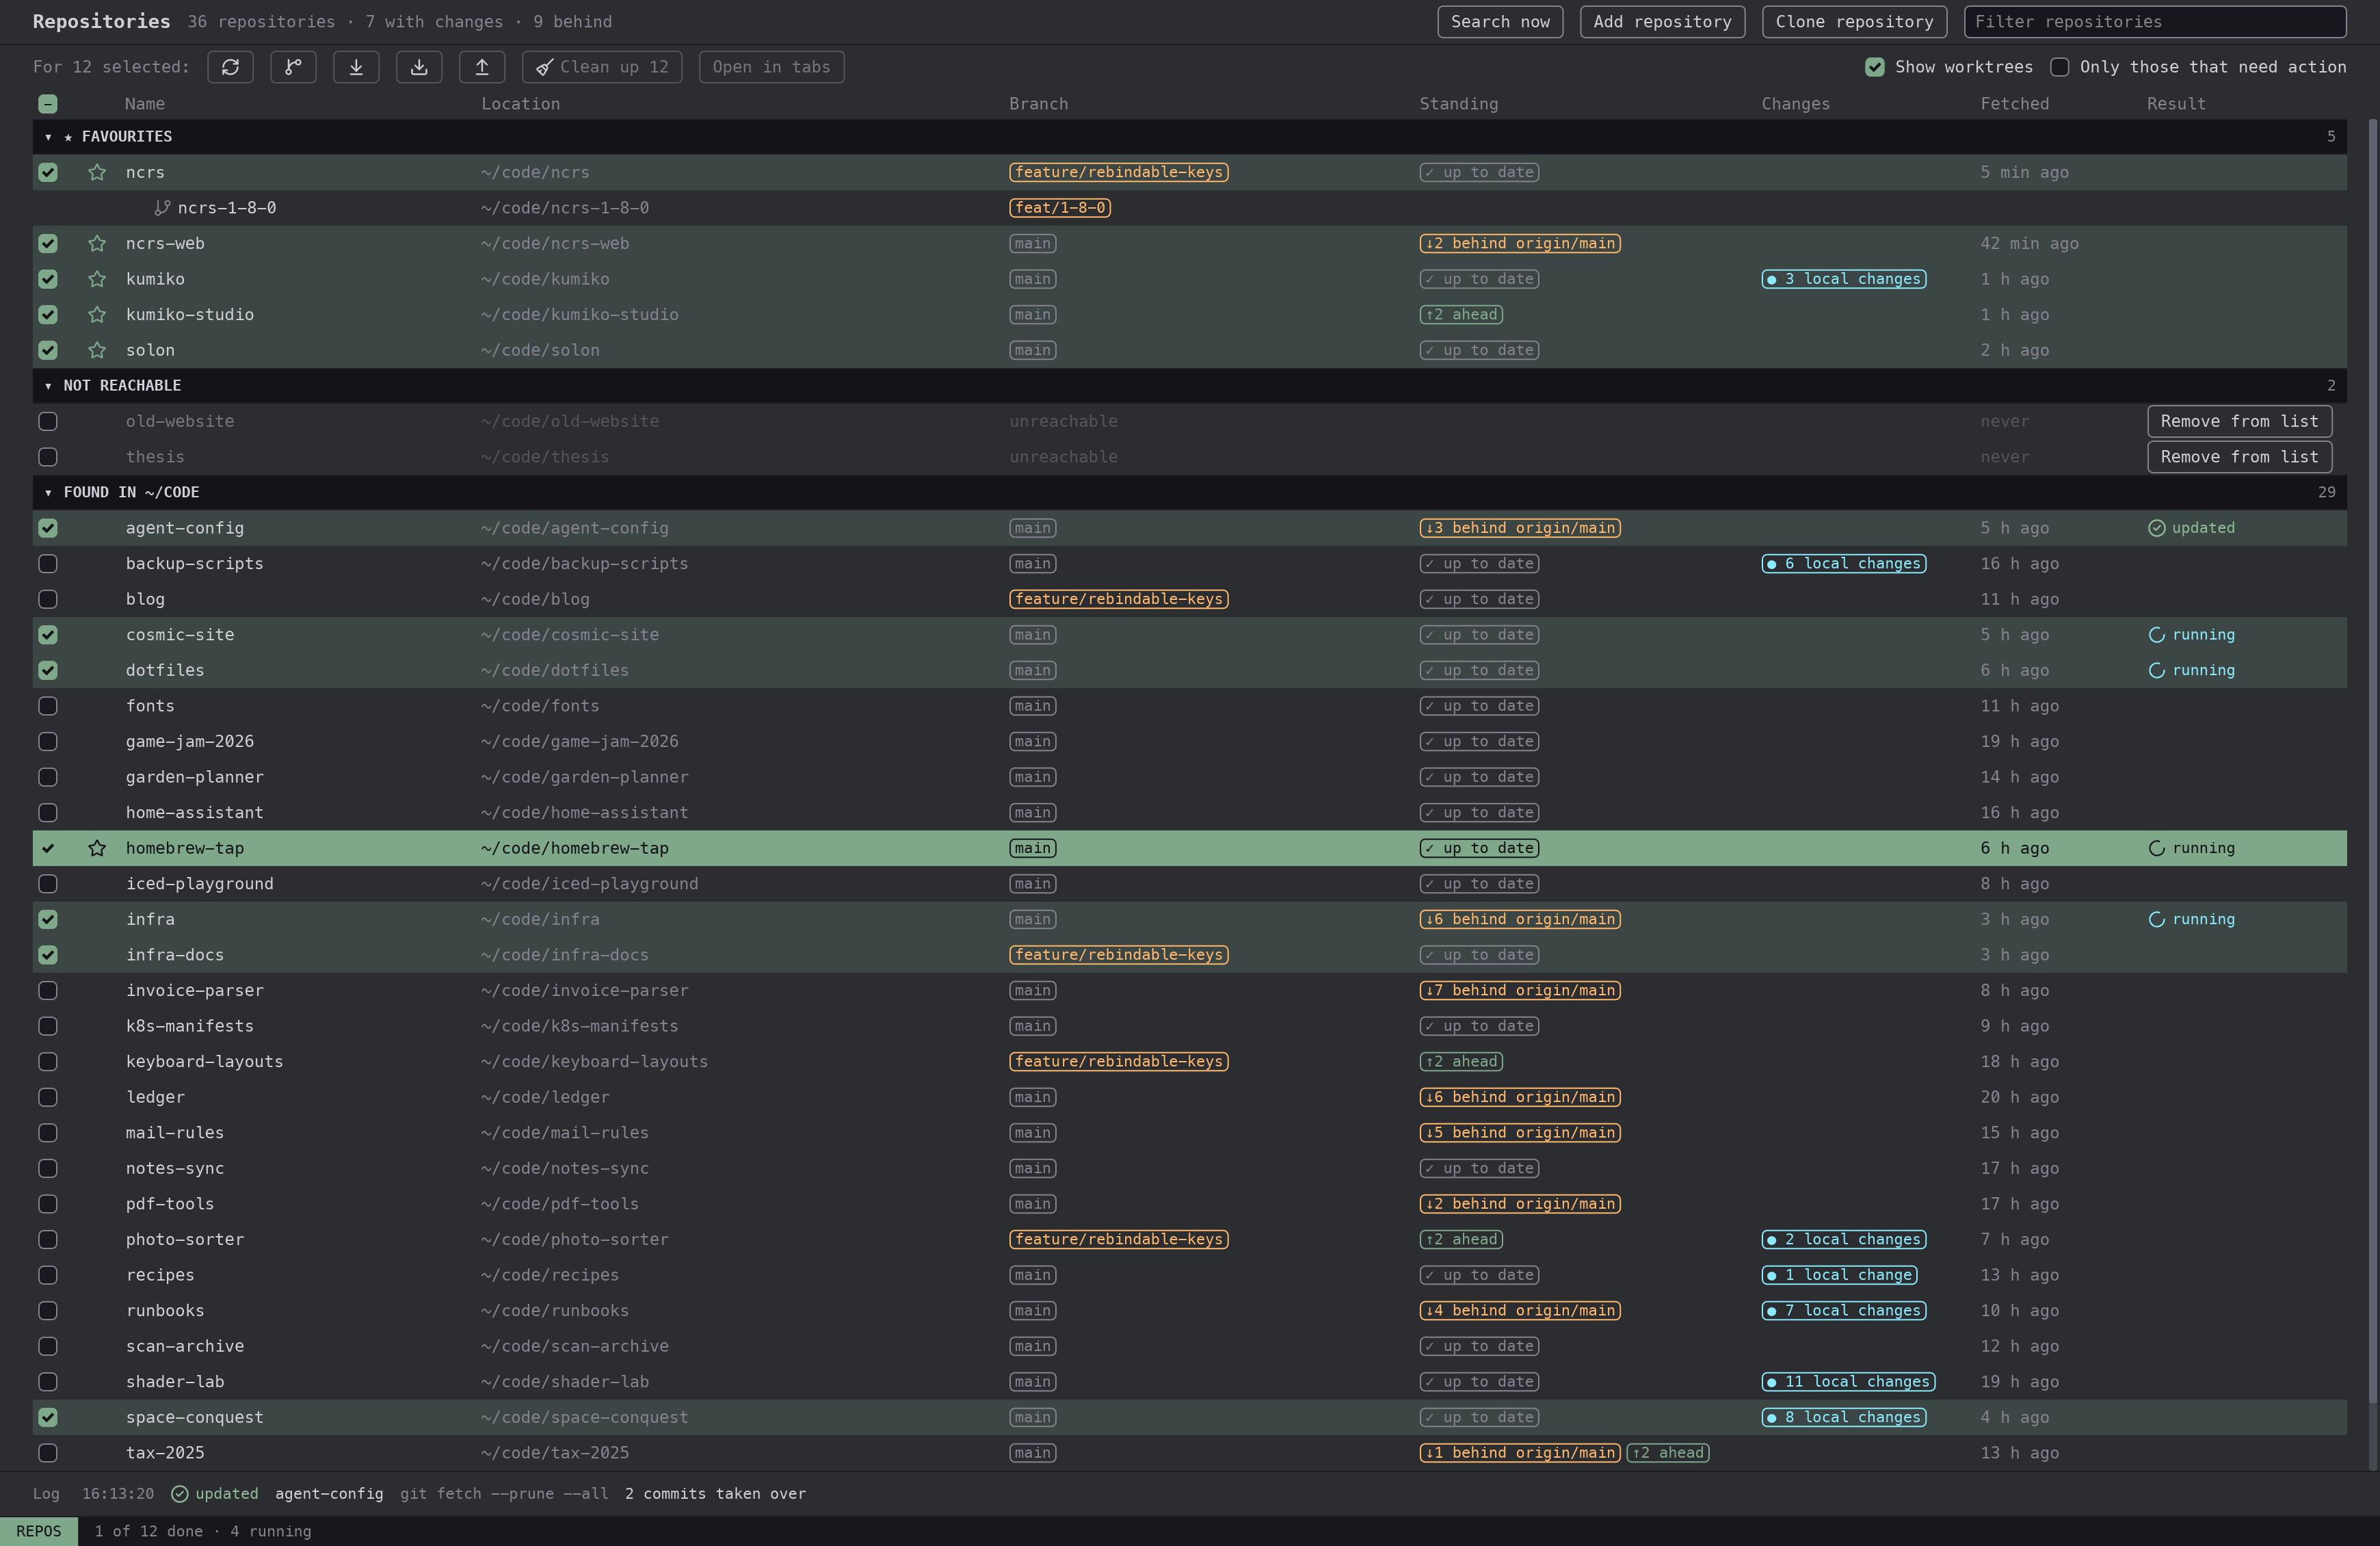 Repositories 36 repositories · 7 with changes · 9 behind Search now Add repository Clone repository Filter repositories
For 12 selected: Clean up 12 Open in tabs Show worktrees Only those that need action
Name Location Branch Standing Changes Fetched Result
▾ ★ FAVOURITES 5
ncrs ~/code/ncrs feature/rebindable-keys ✓ up to date 5 min ago
ncrs-1-8-0 ~/code/ncrs-1-8-0 feat/1-8-0
ncrs-web ~/code/ncrs-web main ↓2 behind origin/main 42 min ago
kumiko ~/code/kumiko main ✓ up to date ● 3 local changes 1 h ago
kumiko-studio ~/code/kumiko-studio main ↑2 ahead 1 h ago
solon ~/code/solon main ✓ up to date 2 h ago
▾ NOT REACHABLE 2
old-website ~/code/old-website unreachable never Remove from list
thesis ~/code/thesis unreachable never Remove from list
▾ FOUND IN ~/CODE 29
agent-config ~/code/agent-config main ↓3 behind origin/main 5 h ago updated
backup-scripts ~/code/backup-scripts main ✓ up to date ● 6 local changes 16 h ago
blog ~/code/blog feature/rebindable-keys ✓ up to date 11 h ago
cosmic-site ~/code/cosmic-site main ✓ up to date 5 h ago running
dotfiles ~/code/dotfiles main ✓ up to date 6 h ago running
fonts ~/code/fonts main ✓ up to date 11 h ago
game-jam-2026 ~/code/game-jam-2026 main ✓ up to date 19 h ago
garden-planner ~/code/garden-planner main ✓ up to date 14 h ago
home-assistant ~/code/home-assistant main ✓ up to date 16 h ago
homebrew-tap ~/code/homebrew-tap main ✓ up to date 6 h ago running
iced-playground ~/code/iced-playground main ✓ up to date 8 h ago
infra ~/code/infra main ↓6 behind origin/main 3 h ago running
infra-docs ~/code/infra-docs feature/rebindable-keys ✓ up to date 3 h ago
invoice-parser ~/code/invoice-parser main ↓7 behind origin/main 8 h ago
k8s-manifests ~/code/k8s-manifests main ✓ up to date 9 h ago
keyboard-layouts ~/code/keyboard-layouts feature/rebindable-keys ↑2 ahead 18 h ago
ledger ~/code/ledger main ↓6 behind origin/main 20 h ago
mail-rules ~/code/mail-rules main ↓5 behind origin/main 15 h ago
notes-sync ~/code/notes-sync main ✓ up to date 17 h ago
pdf-tools ~/code/pdf-tools main ↓2 behind origin/main 17 h ago
photo-sorter ~/code/photo-sorter feature/rebindable-keys ↑2 ahead ● 2 local changes 7 h ago
recipes ~/code/recipes main ✓ up to date ● 1 local change 13 h ago
runbooks ~/code/runbooks main ↓4 behind origin/main ● 7 local changes 10 h ago
scan-archive ~/code/scan-archive main ✓ up to date 12 h ago
shader-lab ~/code/shader-lab main ✓ up to date ● 11 local changes 19 h ago
space-conquest ~/code/space-conquest main ✓ up to date ● 8 local changes 4 h ago
tax-2025 ~/code/tax-2025 main ↓1 behind origin/main ↑2 ahead 13 h ago
Log 16:13:20 updated agent-config git fetch --prune --all 2 commits taken over
REPOS 1 of 12 done · 4 running